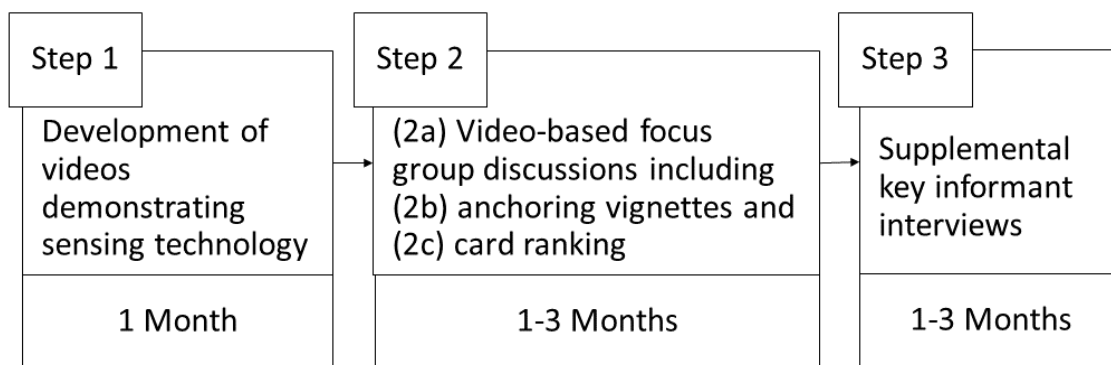 Step 1
Development of
videos
demonstrating
sensing technology
1 Month
Step 2
(2a) Video-based focus
group discussions including
(2b) anchoring vignettes and
(2c) card ranking
1-3 Months
Step 3
Supplemental
key informant
interviews
1-3 Months